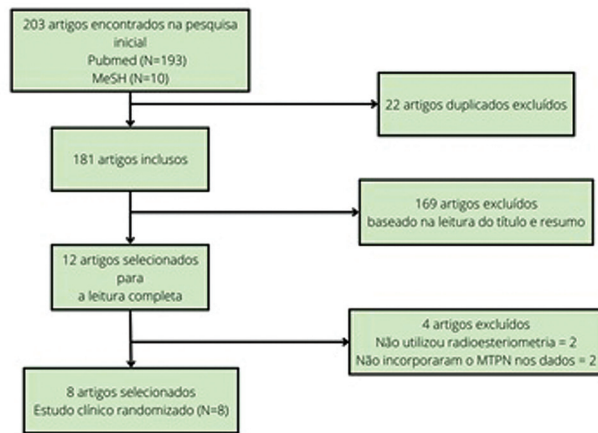 203 artigos encontrados na pesquisa
inicial
Pubmed (N=193)
MeSH (N=10)
22 artigos duplicados excluídos
181 artigos inclusos
169 artigos excluídos
baseado na leitura do título e resumo
12 artigos selecionados
para
a leitura completa
4 artigos excluídos
Não utilizou radioesteriometria = 2
Não incorporaram o MTPN nos dados = 2
8 artigos selecionados
Estudo clínico randomizado (N=8)